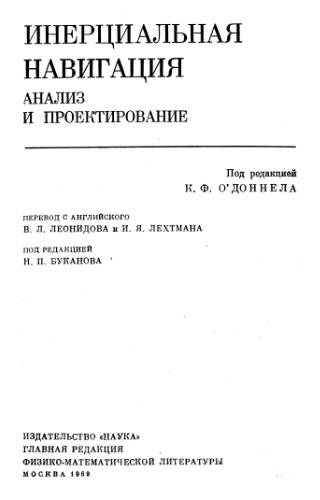 ИНЕРЦИАЛЬНАЯ
НАВИГАЦИЯ
АНАЛИЗ
И ПРОЕКТИРОВАНИЕ
Под редакцией
К. Ф. О'ДОННЕЛА
ПЕРЕВОД С АНГЛИЙСКОГО
В. Л. ЛЕОНИДОВА и И. Я. ЛЕХТМАНА
ПОД РЕДАКЦИЕЙ
Н. П. БУКАНОВА
ИЗДАТЕЛЬСТВО «НАУКА»
ГЛАВНАЯ РЕДАКЦИЯ
ФИЗИКО-МАТЕМАТИЧЕСКОЙ ЛИТЕРАТУРЫ
МОСКВА 1969